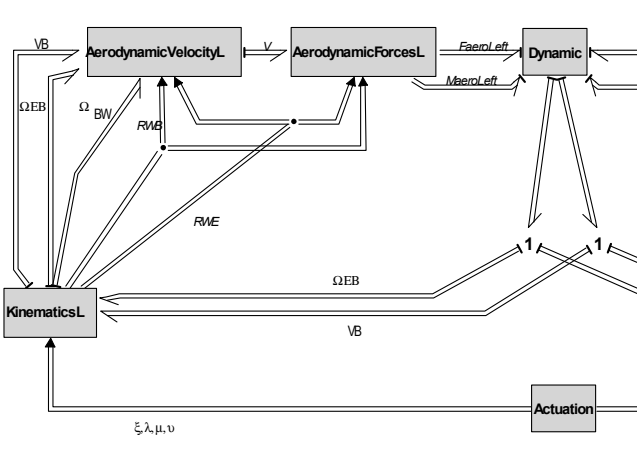 VB
AerodynamicVelocityL
V
AerodynamicForcesL
FaeroLeft
Dynamic
MaeroLeft
ΩEB
Ω BW
RWB
RWE
1
1
ΩEB
KinematicsL
VB
Actuation
ξ,λ,μ,υ